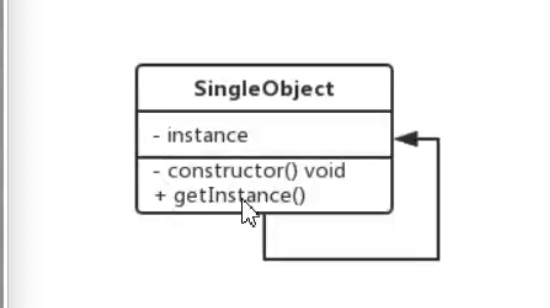 SingleObject
- instance
- constructor() void
+ getInstance()